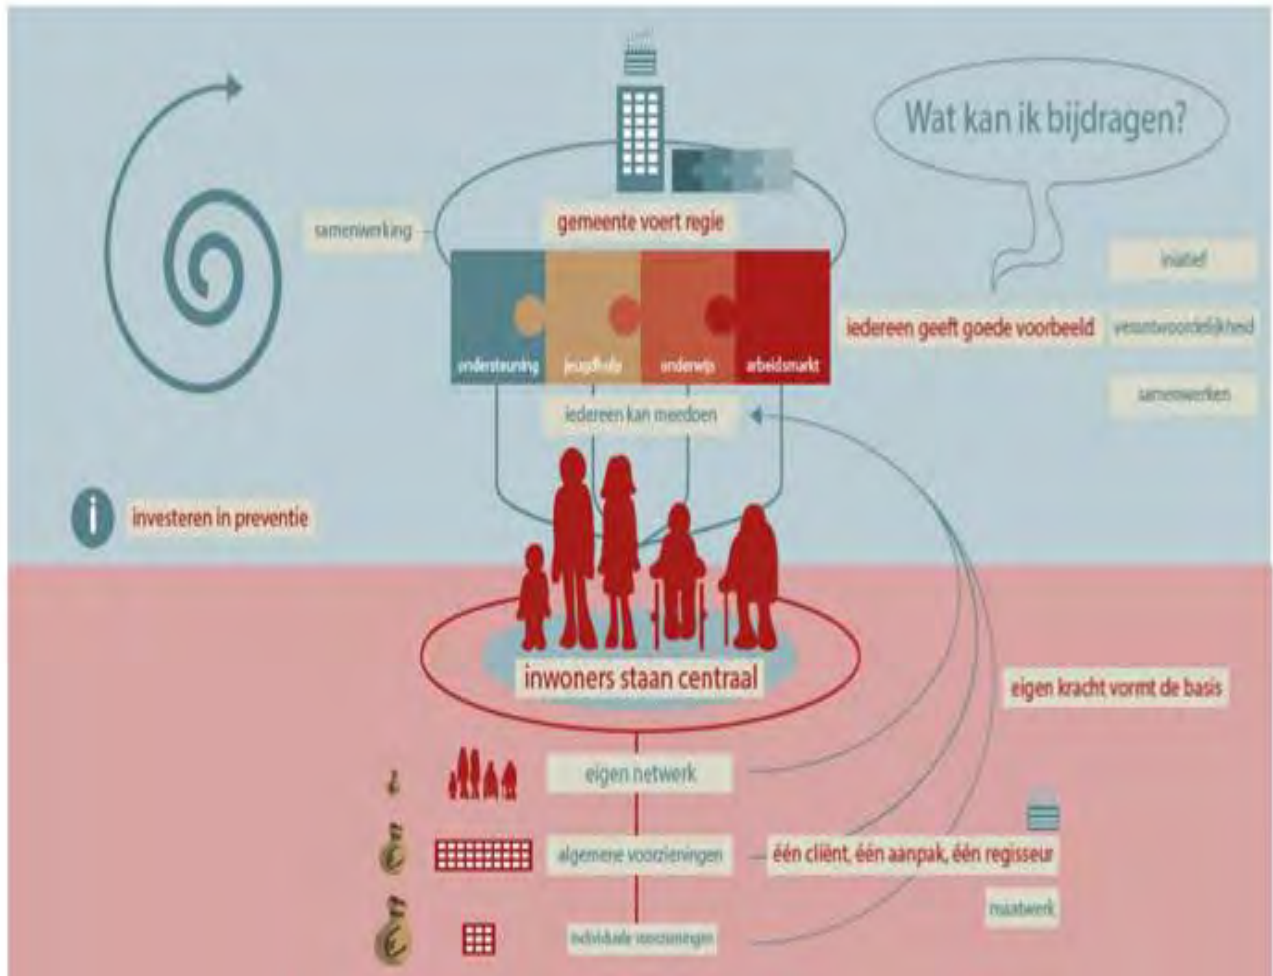 Wat kan ik bijdragen?
samenwerking
gemeente voert regie
iniatief
iedereen geeft goede voorbeeld
verantwoordelijkheid
samenwerken
ondersteuning
jeugdhulp
onderwijs
arbeidsmarkt
iedereen kan meedoen
i
investeren in preventie
inwoners staan centraal
eigen kracht vormt de basis
eigen netwerk
algemene voorzieningen
één cliënt, één aanpak, één regisseur
maatwerk
individuele voorzieningen